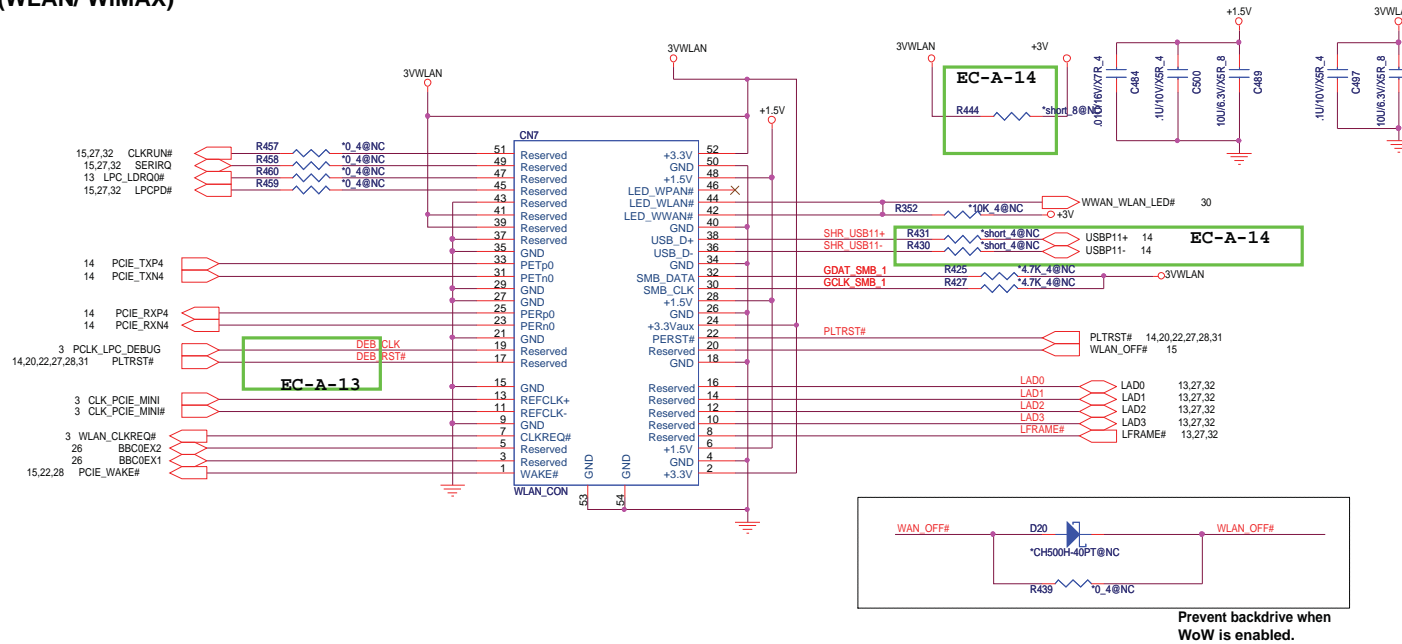 (WLAN/ WIMAX)
+1.5V
3VWLAN
3VWLAN +3V
EC-A-14
R444 *short_8@NC
.01U/16V/X7R_4 C484
.1U/10V/X5R_4 C500
10U/6.3V/X5R_8 C489
.1U/10V/X5R_4 C497
10U/6.3V/X5R_8
3VWLAN
3VWLAN
+1.5V
CN7
15,27,32 CLKRUN# R457 *0_4@NC 51 Reserved
15,27,32 SERIRQ R458 *0_4@NC 49 Reserved
13 LPC_LDRQ0# R460 *0_4@NC 47 Reserved
15,27,32 LPCPD# R459 *0_4@NC 45 Reserved
43 Reserved
41 Reserved
39 Reserved
37 Reserved
35 GND
14 PCIE_TXP4 33 PETp0
14 PCIE_TXN4 31 PETn0
29 GND
27 GND
14 PCIE_RXP4 25 PERp0
14 PCIE_RXN4 23 PERn0
21 GND
3 PCLK_LPC_DEBUG DEB_CLK 19 Reserved
14,20,22,27,28,31 PLTRST# DEB_RST# 17 Reserved
EC-A-13
15 GND
3 CLK_PCIE_MINI 13 REFCLK+
3 CLK_PCIE_MINI# 11 REFCLK-
9 GND
3 WLAN_CLKREQ# 7 CLKREQ#
26 BBC0EX2 5 Reserved
26 BBC0EX1 3 Reserved
15,22,28 PCIE_WAKE# 1 WAKE#
+3.3V 52
GND 50
+1.5V 48
LED_WPAN# 46
LED_WLAN# 44 WWAN_WLAN_LED# 30
LED_WWAN# 42 R352 *10K_4@NC +3V
GND 40
USB_D+ 38 SHR_USB11+ R431 *short_4@NC USBP11+ 14
USB_D- 36 SHR_USB11- R430 *short_4@NC USBP11- 14
EC-A-14
GND 34
SMB_DATA 32 GDAT_SMB_1 R425 *4.7K_4@NC 3VWLAN
SMB_CLK 30 GCLK_SMB_1 R427 *4.7K_4@NC
+1.5V 28
GND 26
+3.3Vaux 24
PERST# 22 PLTRST# PLTRST# 14,20,22,27,28,31
Reserved 20 WLAN_OFF# 15
GND 18
Reserved 16 LAD0 LAD0 13,27,32
Reserved 14 LAD1 LAD1 13,27,32
Reserved 12 LAD2 LAD2 13,27,32
Reserved 10 LAD3 LAD3 13,27,32
Reserved 8 LFRAME# LFRAME# 13,27,32
+1.5V 6
GND 4
+3.3V 2
GND GND
53 54
WLAN_CON
WAN_OFF# D20 WLAN_OFF#
*CH500H-40PT@NC
R439 *0_4@NC
Prevent backdrive when
WoW is enabled.